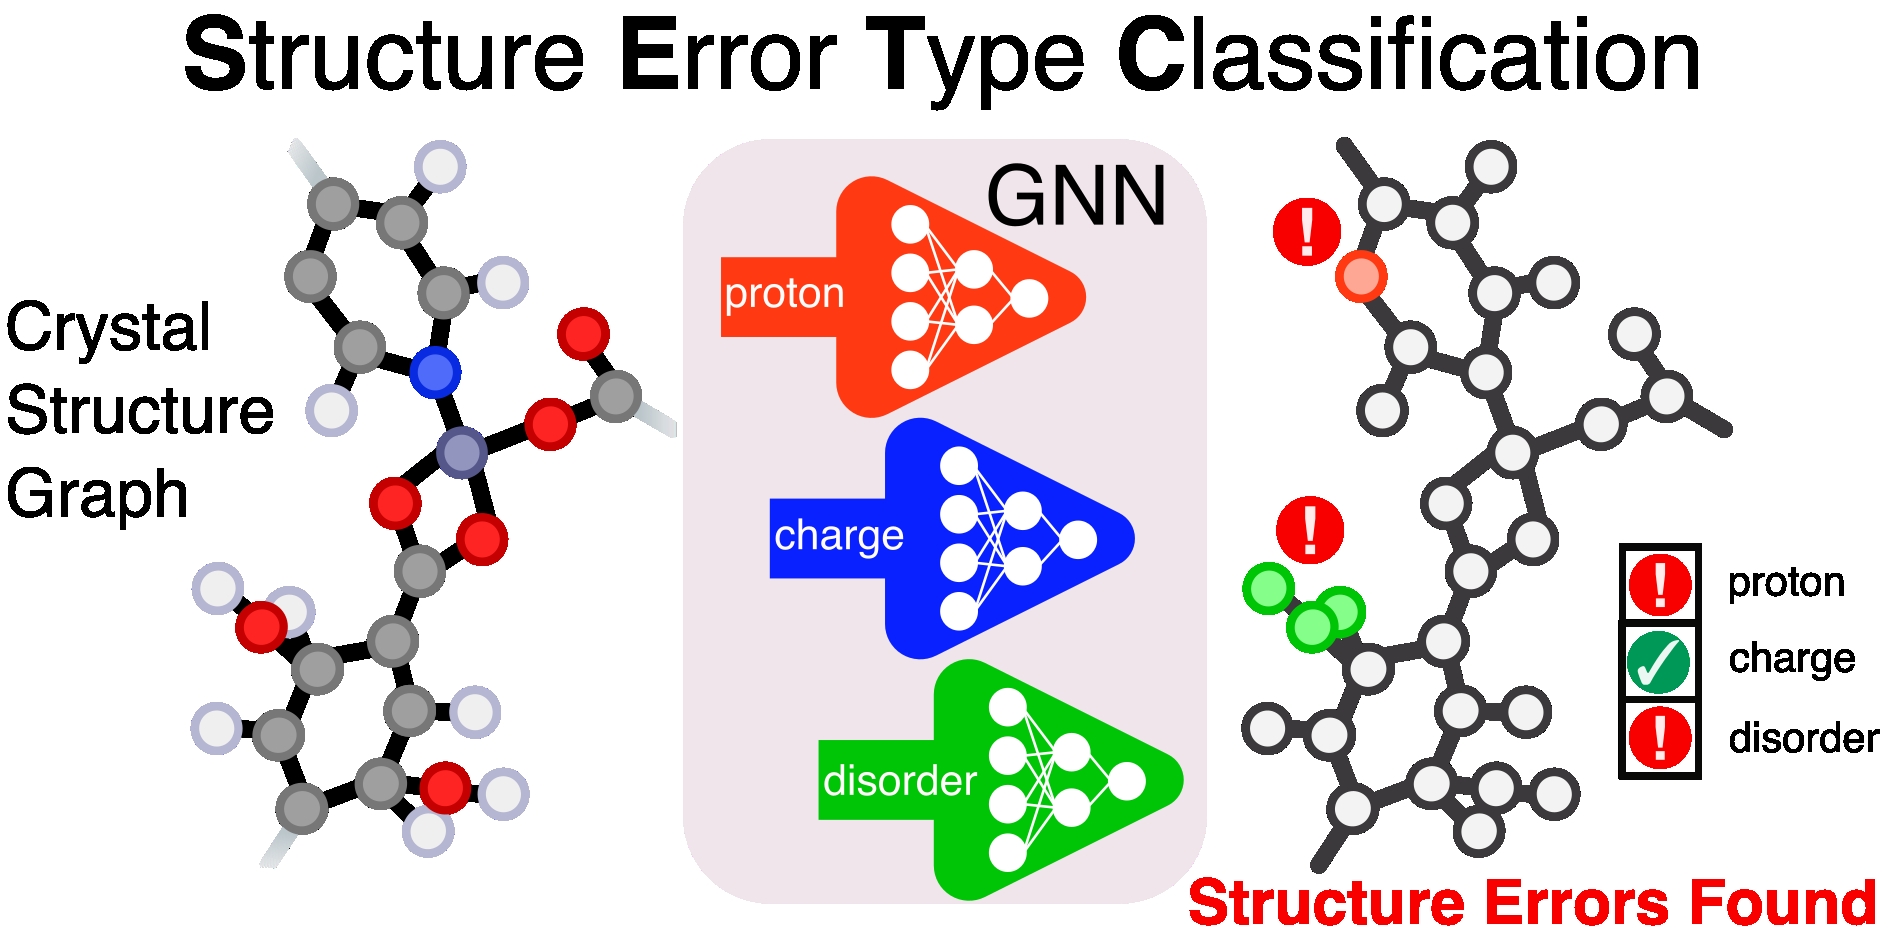 Structure Error Type Classification
Crystal
Structure
Graph
GNN
proton
charge
disorder
!
!
! proton
✓ charge
! disorder
Structure Errors Found